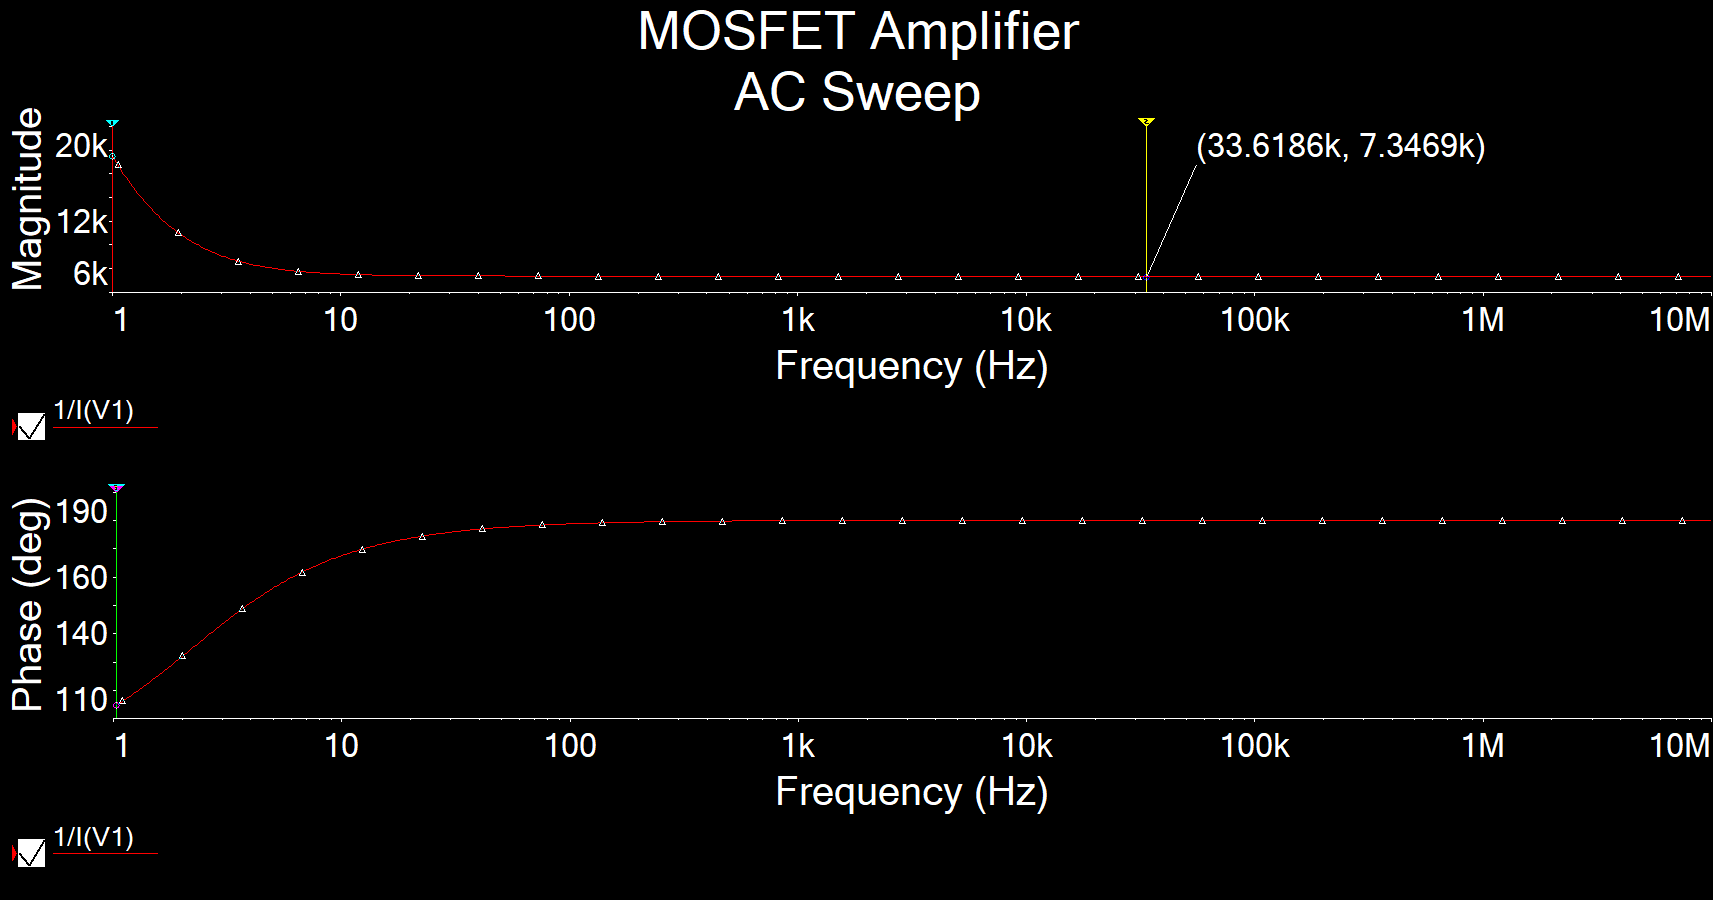 MOSFET Amplifier
AC Sweep
Magnitude
20k
12k
6k
(33.6186k, 7.3469k)
1 10 100 1k 10k 100k 1M 10M
Frequency (Hz)
1/I(V1)
Phase (deg)
190
160
140
110
1 10 100 1k 10k 100k 1M 10M
Frequency (Hz)
1/I(V1)